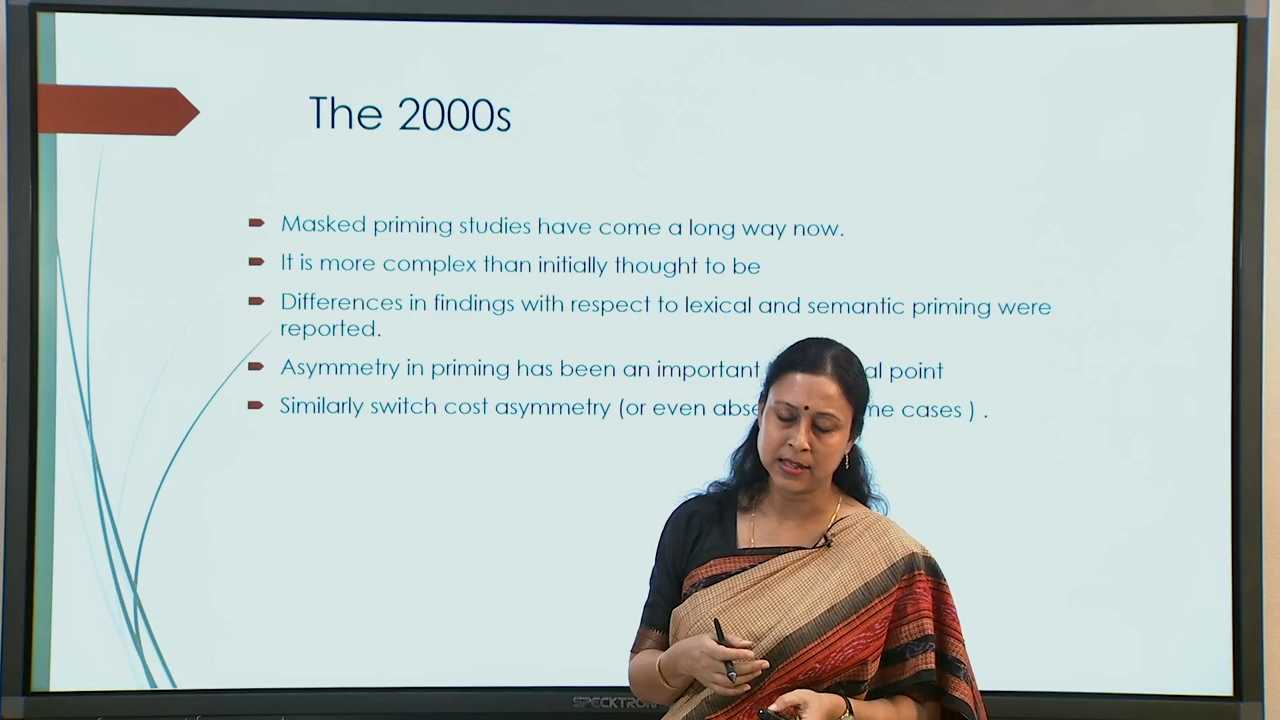 The 2000s
Masked priming studies have come a long way now.
It is more complex than initially thought to be
Differences in findings with respect to lexical and semantic priming were
reported.
Asymmetry in priming has been an important al point
Similarly switch cost asymmetry (or even abse me cases ) .
SPECKTRON